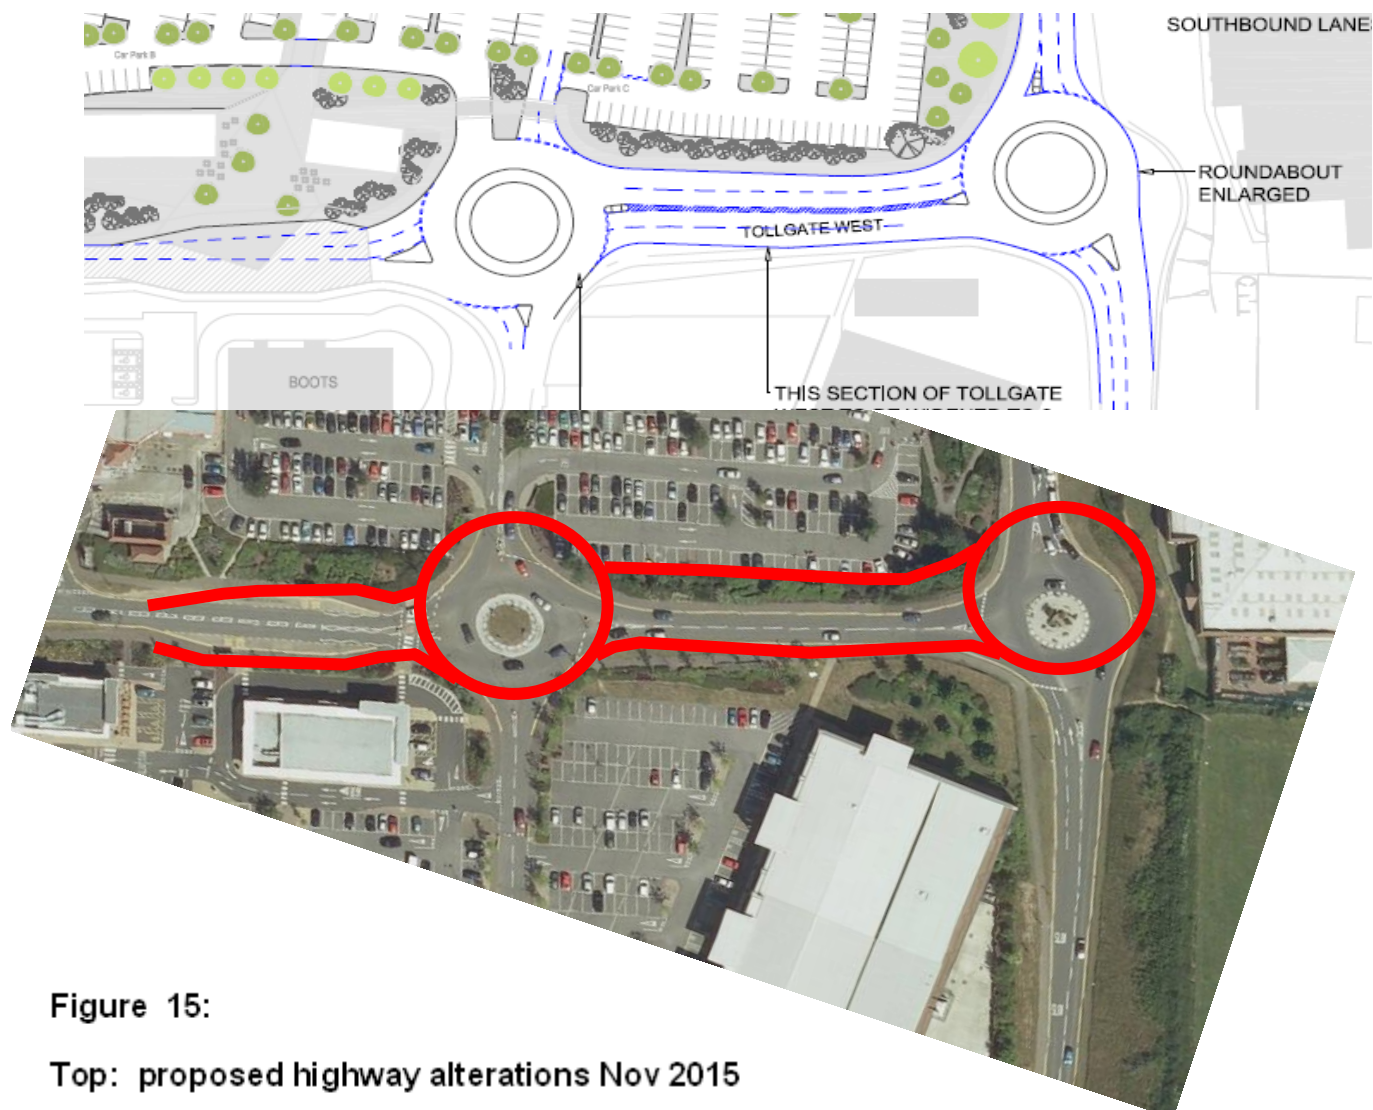 SOUTHBOUND LANE
Car Park B
Car Park C
ROUNDABOUT
ENLARGED
TOLLGATE WEST
BOOTS
THIS SECTION OF TOLLGATE
Figure 15:
Top: proposed highway alterations Nov 2015